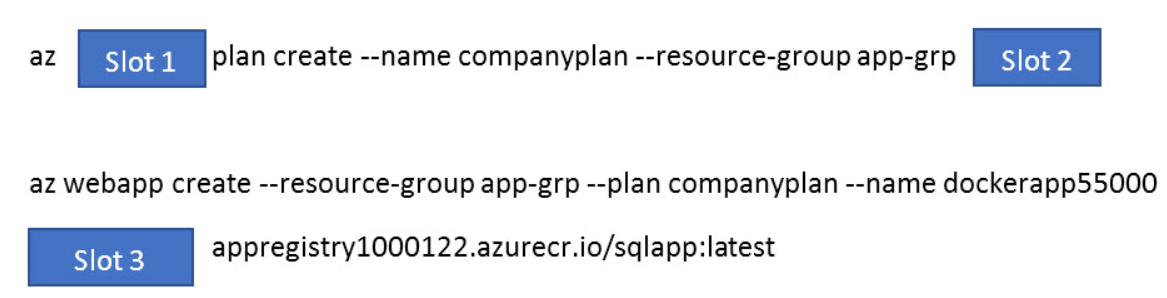 az Slot 1 plan create --name companyplan --resource-group app-grp Slot 2
az webapp create --resource-group app-grp --plan companyplan --name dockerapp55000
Slot 3 appregistry1000122.azurecr.io/sqlapp:latest